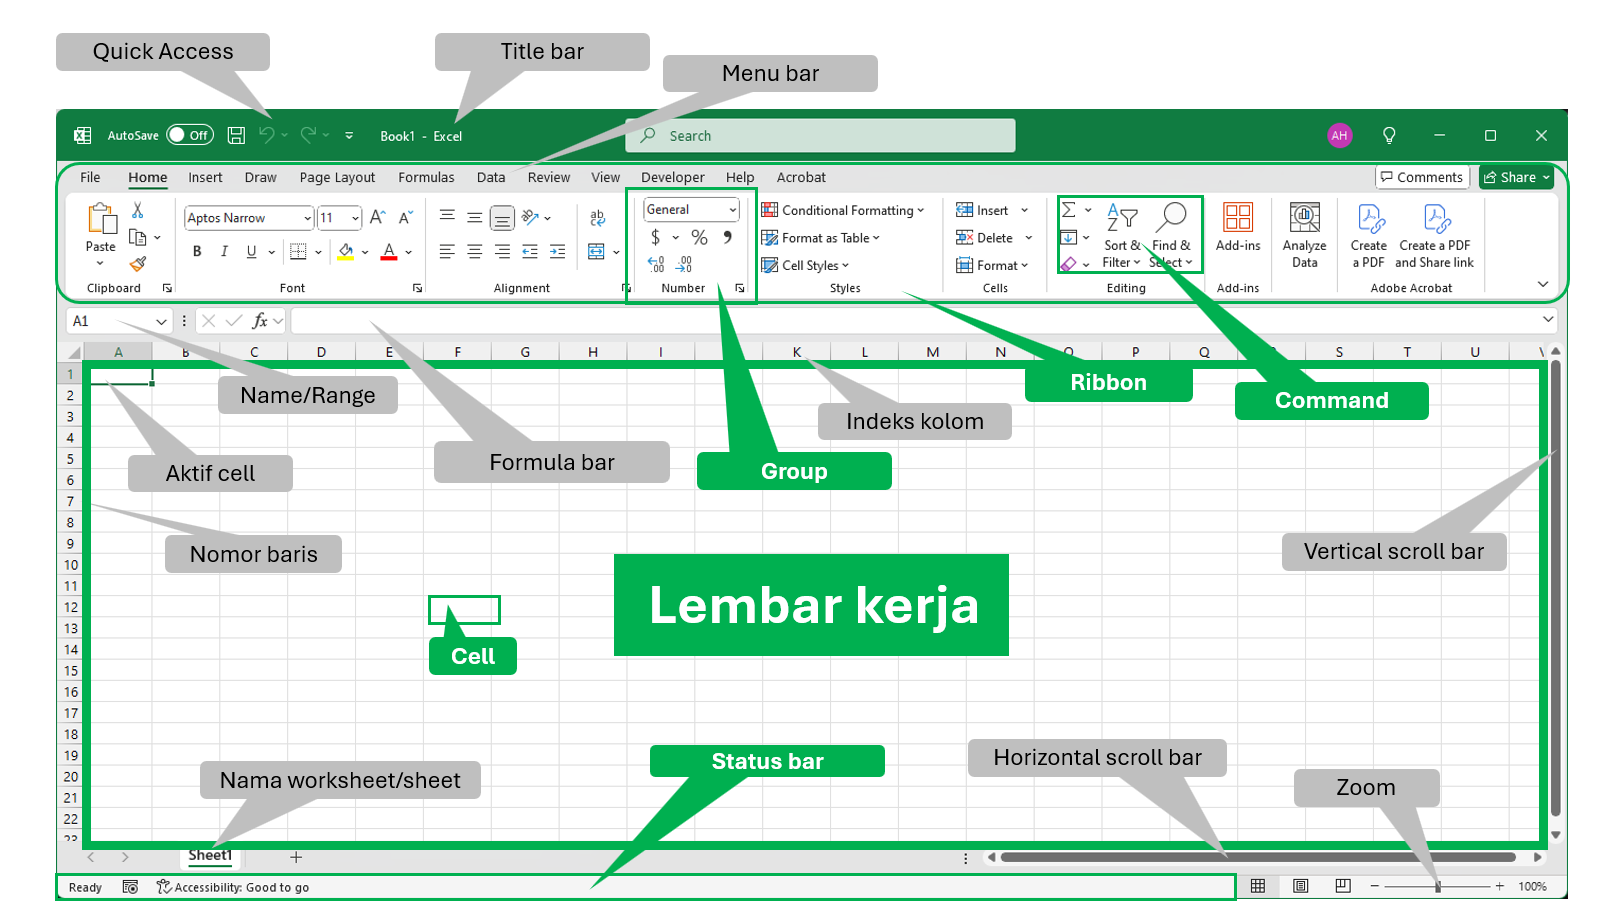 Quick Access
Title bar
Menu bar
AutoSave Off
Book1 - Excel
Search
AH
File Home Insert Draw Page Layout Formulas Data Review View Developer Help Acrobat
Comments Share
Paste
Clipboard
Aptos Narrow 11
B I U
Font
Alignment
General
$ % ,
Number
Conditional Formatting
Format as Table
Cell Styles
Styles
Insert
Delete
Format
Cells
Sort & Filter
Find & Select
Editing
Add-ins
Add-ins
Analyze Data
Create a PDF
Create a PDF and Share link
Adobe Acrobat
A1
fx
A B C D E F G H I K L M N O P Q S T U
1
2
3
4
5
6
7
8
9
10
11
12
13
14
15
16
17
18
19
20
21
22
23
Name/Range
Ribbon
Command
Indeks kolom
Aktif cell
Formula bar
Group
Nomor baris
Vertical scroll bar
Lembar kerja
Cell
Status bar
Horizontal scroll bar
Nama worksheet/sheet
Zoom
Sheet1
Ready
Accessibility: Good to go
100%